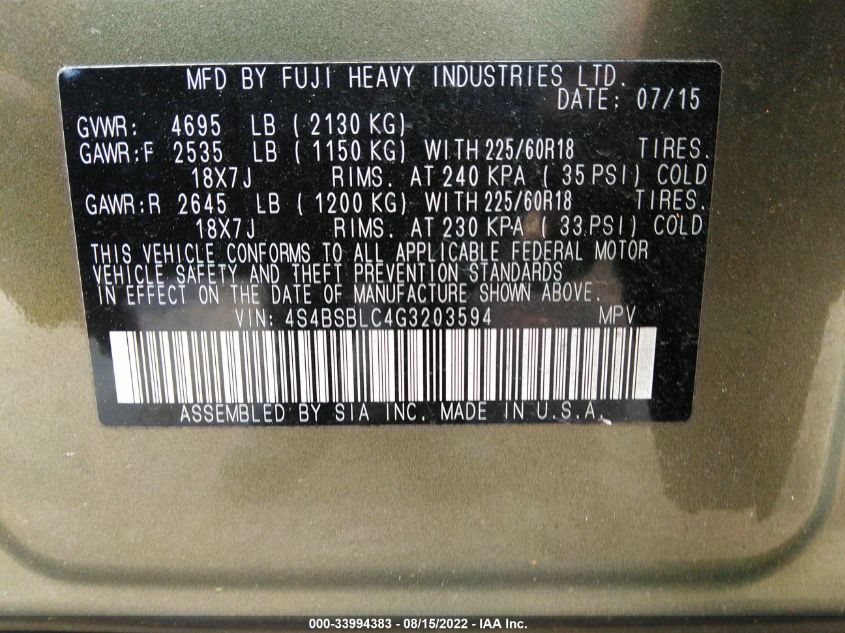 MFD BY FUJI HEAVY INDUSTRIES LTD.
DATE: 07/15
GVWR: 4695 LB ( 2130 KG)
GAWR:F 2535 LB ( 1150 KG) WITH 225/60R18 TIRES.
18X7J RIMS. AT 240 KPA ( 35 PSI) COLD
GAWR:R 2645 LB ( 1200 KG) WITH 225/60R18 TIRES.
18X7J RIMS. AT 230 KPA ( 33 PSI) COLD
THIS VEHICLE CONFORMS TO ALL APPLICABLE FEDERAL MOTOR
VEHICLE SAFETY AND THEFT PREVENTION STANDARDS
IN EFFECT ON THE DATE OF MANUFACTURE SHOWN ABOVE.
VIN: 4S4BSBLC4G3203594 MPV
ASSEMBLED BY SIA INC. MADE IN U.S.A.
000-33994383 - 08/15/2022 - IAA Inc.